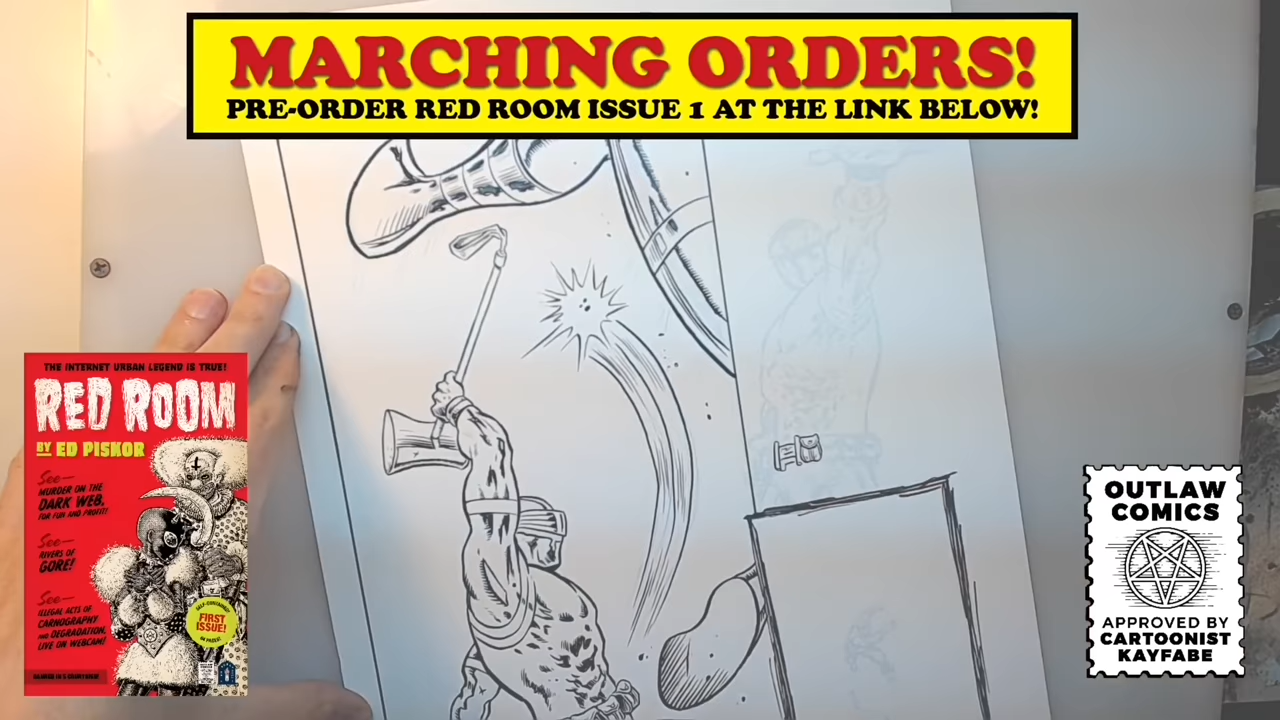 MARCHING ORDERS!
PRE-ORDER RED ROOM ISSUE 1 AT THE LINK BELOW!
THE INTERNET URBAN LEGEND IS TRUE!
RED ROOM
BY ED PISKOR
See—
MURDER ON THE
DARK WEB,
FOR FUN AND PROFIT!
See—
RIVERS OF
GORE!
See—
ILLEGAL ACTS OF
CARNOGRAPHY
AND DEGRADATION,
LIVE ON WEBCAM!
SELF-CONTAINED!
FIRST
ISSUE!
OUTLAW
COMICS
APPROVED BY
CARTOONIST
KAYFABE